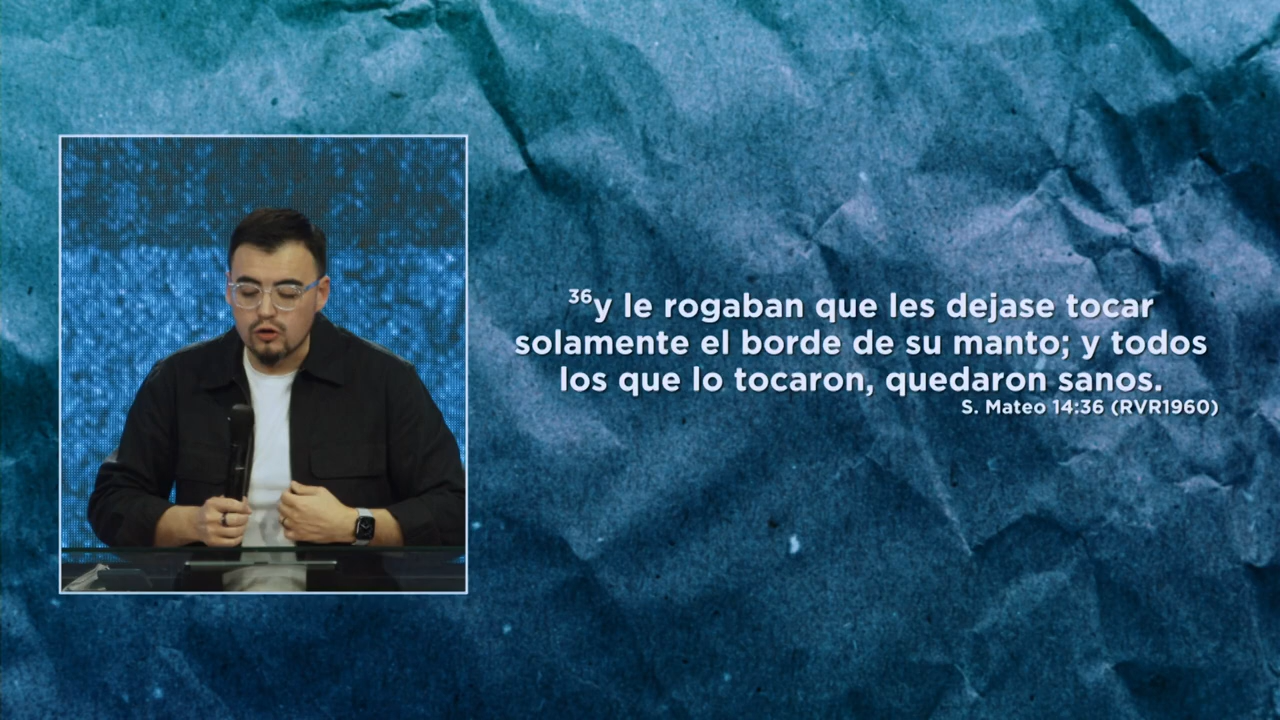 ³⁶y le rogaban que les dejase tocar
solamente el borde de su manto; y todos
los que lo tocaron, quedaron sanos.
S. Mateo 14:36 (RVR1960)